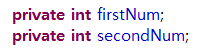 private int firstNum;
private int secondNum;